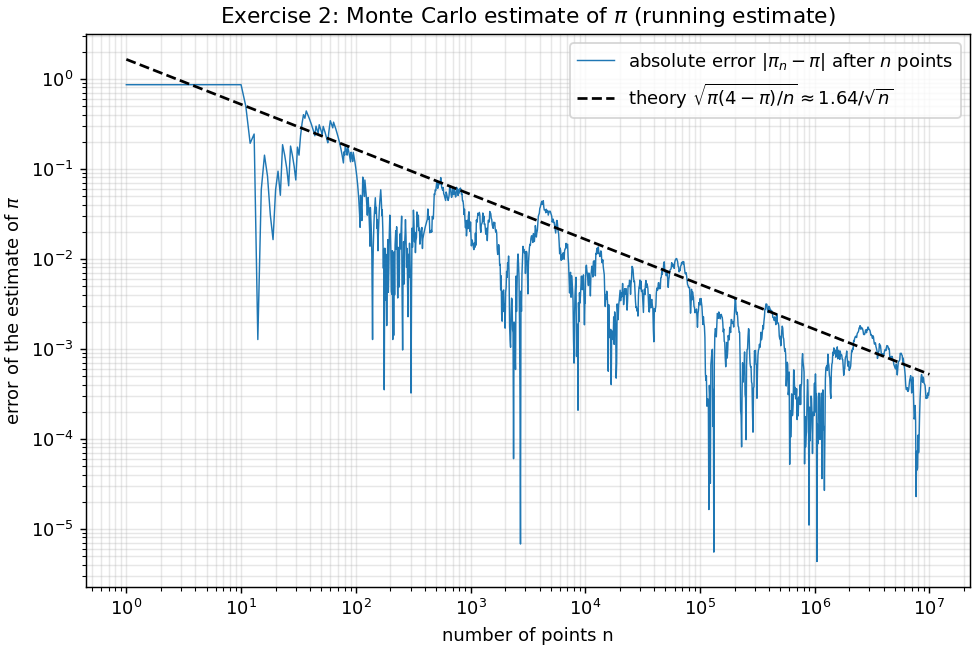 Exercise 2: Monte Carlo estimate of π (running estimate)
absolute error |πₙ − π| after n points
theory √π(4 − π)/n ≈ 1.64/√n
error of the estimate of π
10⁰
10⁻¹
10⁻²
10⁻³
10⁻⁴
10⁻⁵
10⁰ 10¹ 10² 10³ 10⁴ 10⁵ 10⁶ 10⁷
number of points n